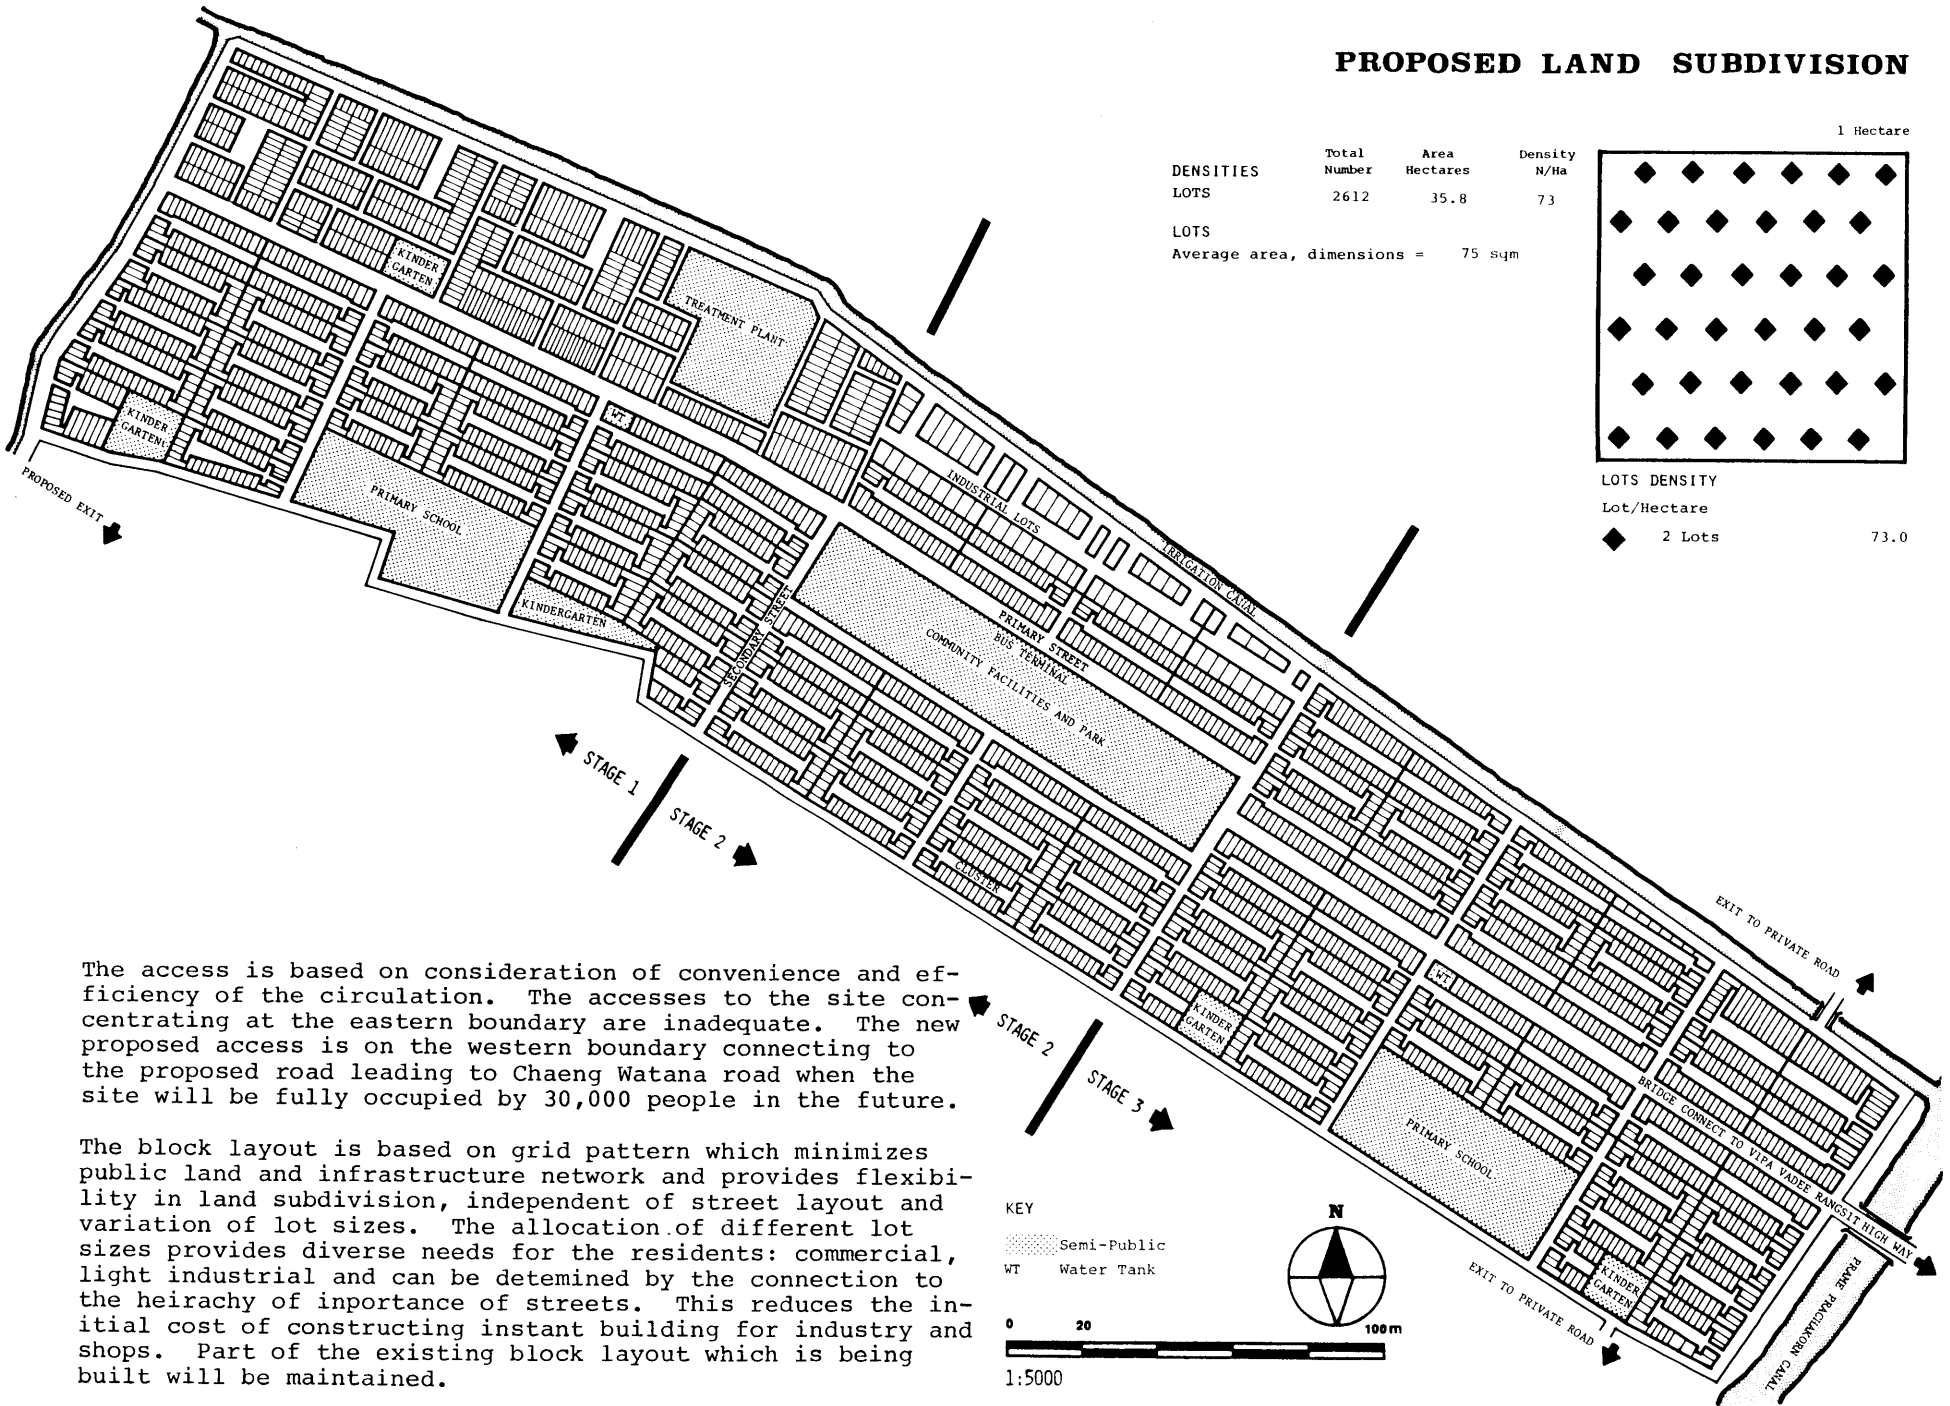 PROPOSED LAND SUBDIVISION
1 Hectare
Total Area Density
DENSITIES Number Hectares N/Ha
LOTS 2612 35.8 73
LOTS
Average area, dimensions = 75 sqm
LOTS DENSITY
Lot/Hectare
2 Lots 73.0
KINDER
GARTEN
TREATMENT PLANT
WT
KINDER
GARTEN
PRIMARY SCHOOL
PROPOSED EXIT
KINDERGARTEN
SECONDARY STREET
INDUSTRIAL LOTS
IRRIGATION CANAL
PRIMARY STREET
BUS TERMINAL
COMMUNITY FACILITIES AND PARK
STAGE 1
STAGE 2
CLUSTER
EXIT TO PRIVATE ROAD
WT
KINDER
GARTEN
STAGE 2
STAGE 3
PRIMARY SCHOOL
BRIDGE CONNECT TO VIPA VADEE RANGSIT HIGH WAY
KINDER
GARTEN
EXIT TO PRIVATE ROAD
PRAME PRACHAKORN CANAL
The access is based on consideration of convenience and ef-
ficiency of the circulation. The accesses to the site con-
centrating at the eastern boundary are inadequate. The new
proposed access is on the western boundary connecting to
the proposed road leading to Chaeng Watana road when the
site will be fully occupied by 30,000 people in the future.
The block layout is based on grid pattern which minimizes
public land and infrastructure network and provides flexibi-
lity in land subdivision, independent of street layout and
variation of lot sizes. The allocation of different lot
sizes provides diverse needs for the residents: commercial,
light industrial and can be detemined by the connection to
the heirachy of inportance of streets. This reduces the in-
itial cost of constructing instant building for industry and
shops. Part of the existing block layout which is being
built will be maintained.
KEY
Semi-Public
WT Water Tank
N
0 20 100m
1:5000